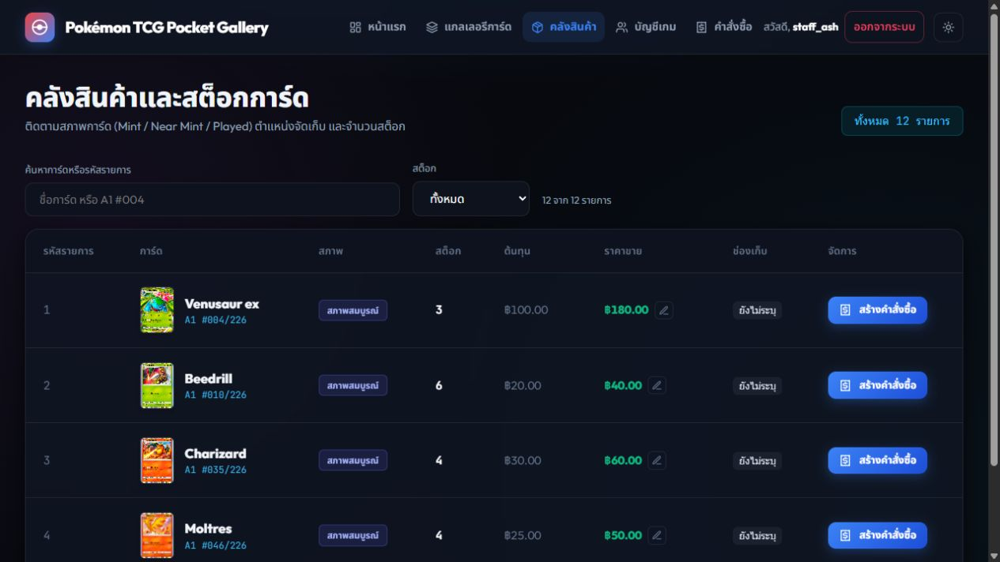 Pokémon TCG Pocket Gallery
หน้าแรก
แกลเลอรีการ์ด
คลังสินค้า
บัญชีเกม
คำสั่งซื้อ
สวัสดี, staff_ash
ออกจากระบบ
คลังสินค้าและสต็อกการ์ด
ติดตามสภาพการ์ด (Mint / Near Mint / Played) ตำแหน่งจัดเก็บ และจำนวนสต็อก
ทั้งหมด 12 รายการ
ค้นหาการ์ดหรือรหัสรายการ
สต็อก
ชื่อการ์ด หรือ A1 #004
ทั้งหมด
12 จาก 12 รายการ
รหัสรายการ การ์ด สภาพ สต็อก ต้นทุน ราคาขาย ช่องเก็บ จัดการ
1 Venusaur ex สภาพสมบูรณ์ 3 ฿100.00 ฿180.00 ยังไม่ระบุ สร้างคำสั่งซื้อ
A1 #004/226
2 Beedrill สภาพสมบูรณ์ 6 ฿20.00 ฿40.00 ยังไม่ระบุ สร้างคำสั่งซื้อ
A1 #010/226
3 Charizard สภาพสมบูรณ์ 4 ฿30.00 ฿60.00 ยังไม่ระบุ สร้างคำสั่งซื้อ
A1 #035/226
4 Moltres สภาพสมบูรณ์ 4 ฿25.00 ฿50.00 ยังไม่ระบุ สร้างคำสั่งซื้อ
A1 #046/226